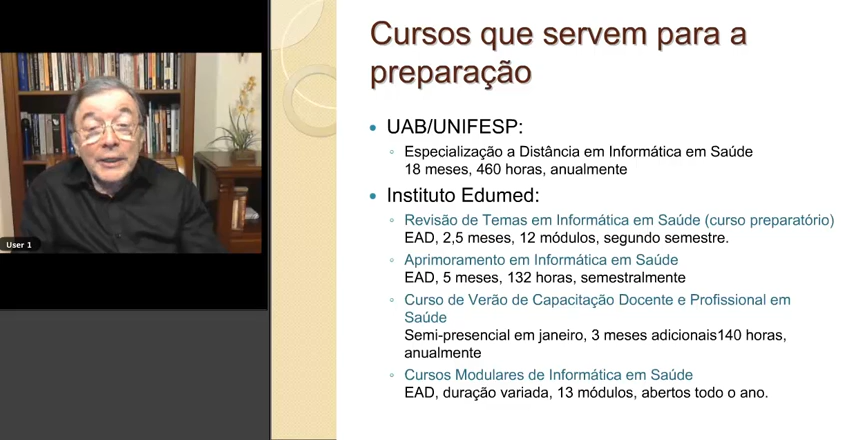 Cursos que servem para a
preparação
UAB/UNIFESP:
Especialização a Distância em Informática em Saúde
18 meses, 460 horas, anualmente
Instituto Edumed:
Revisão de Temas em Informática em Saúde (curso preparatório)
EAD, 2,5 meses, 12 módulos, segundo semestre.
Aprimoramento em Informática em Saúde
EAD, 5 meses, 132 horas, semestralmente
Curso de Verão de Capacitação Docente e Profissional em
Saúde
Semi-presencial em janeiro, 3 meses adicionais140 horas,
anualmente
Cursos Modulares de Informática em Saúde
EAD, duração variada, 13 módulos, abertos todo o ano.
User 1